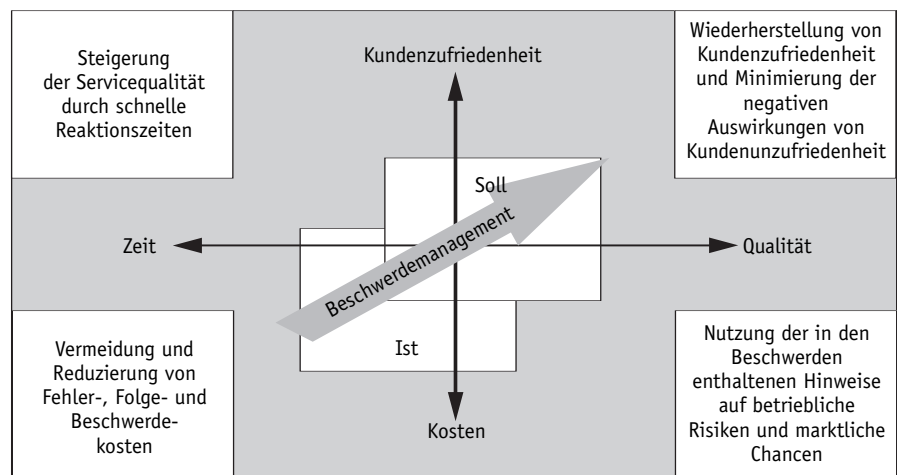 Steigerung
der Servicequalität
durch schnelle
Reaktionszeiten
Kundenzufriedenheit
Wiederherstellung von
Kundenzufriedenheit
und Minimierung der
negativen
Auswirkungen von
Kundenunzufriedenheit
Soll
Zeit
Beschwerdemanagement
Qualität
Ist
Vermeidung und
Reduzierung von
Fehler-, Folge- und
Beschwerde-
kosten
Kosten
Nutzung der in den
Beschwerden
enthaltenen Hinweise
auf betriebliche
Risiken und marktliche
Chancen